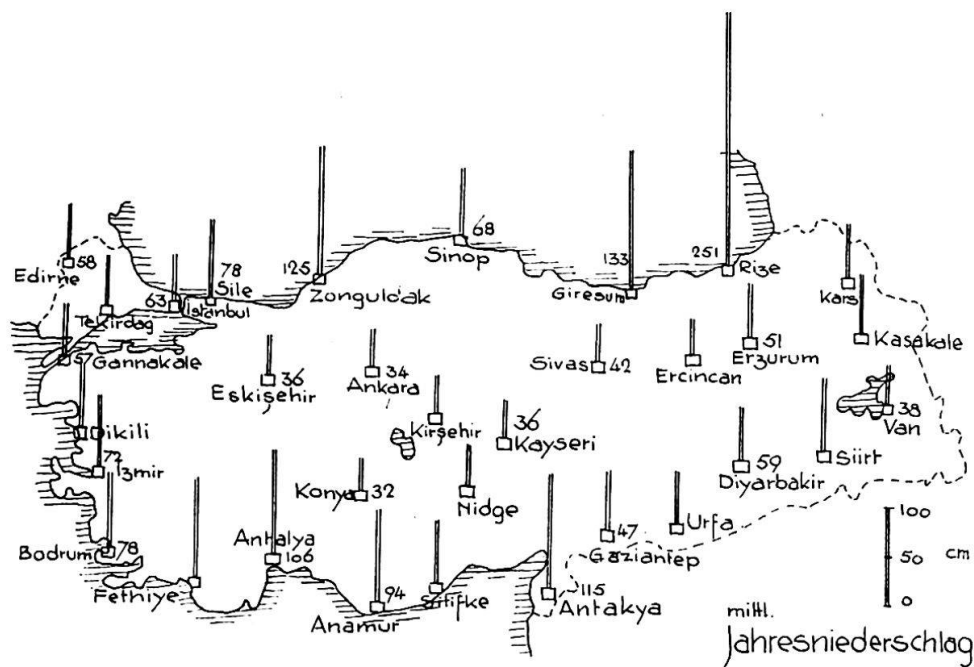 Edirne 58
Tekirdag
63 Istanbul
78 Sile
125 Zonguldak
68 Sinop
133 Giresum
251 Rize
Kars
57 Gannakale
Eskişehir 36
34 Ankara
Sivas 42
Ercincan
51 Erzurum
Kasakale
Dikili
72 Izmir
Kirşehir
36 Kayseri
38 Van
Konya 32
Nidge
59 Diyarbakir
Siirt
Bodrum 78
Fethiye
Antalya 106
94 Anamur
Silifke
115 Antakya
47 Gaziantep
Urfa
100
50 cm
0
mittl.
Jahresniederschlag